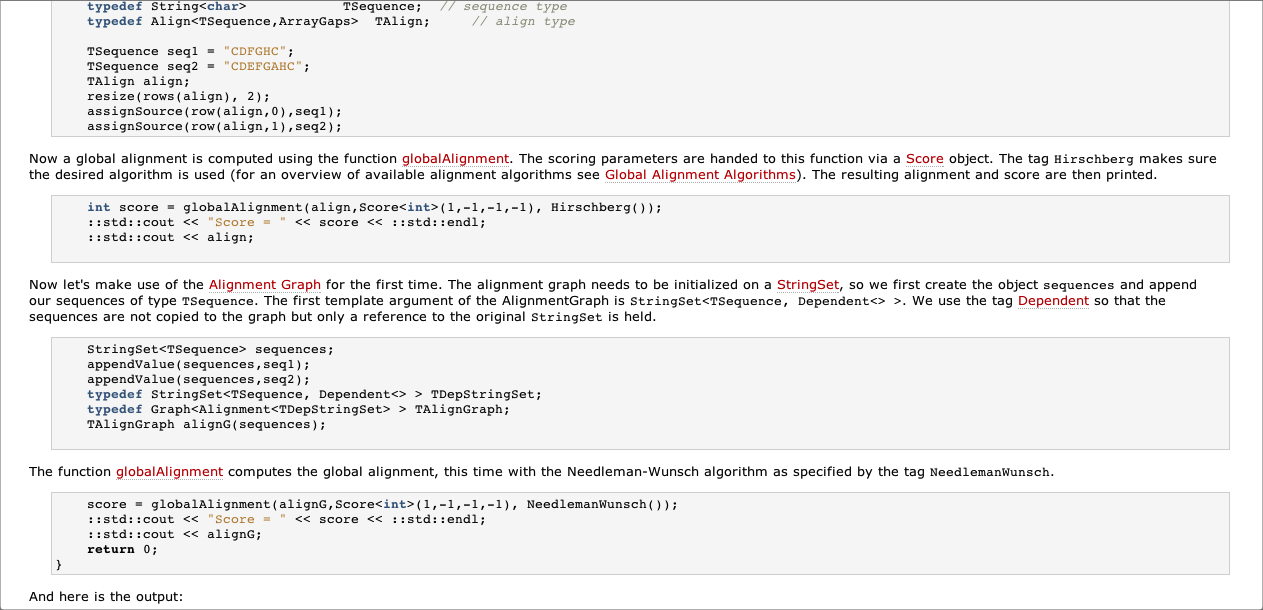 typedef String<char>            TSequence;  // sequence type
typedef Align<TSequence,ArrayGaps>  TAlign;     // align type
TSequence seq1 = "CDFGHC";
TSequence seq2 = "CDEFGAHC";
TAlign align;
resize(rows(align), 2);
assignSource(row(align,0),seq1);
assignSource(row(align,1),seq2);
Now a global alignment is computed using the function globalAlignment. The scoring parameters are handed to this function via a Score object. The tag Hirschberg makes sure
the desired algorithm is used (for an overview of available alignment algorithms see Global Alignment Algorithms). The resulting alignment and score are then printed.
int score = globalAlignment(align,Score<int>(1,-1,-1,-1), Hirschberg());
::std::cout << "Score = " << score << ::std::endl;
::std::cout << align;
Now let's make use of the Alignment Graph for the first time. The alignment graph needs to be initialized on a StringSet, so we first create the object sequences and append
our sequences of type TSequence. The first template argument of the AlignmentGraph is StringSet<TSequence, Dependent<> >. We use the tag Dependent so that the
sequences are not copied to the graph but only a reference to the original StringSet is held.
StringSet<TSequence> sequences;
appendValue(sequences,seq1);
appendValue(sequences,seq2);
typedef StringSet<TSequence, Dependent<> > TDepStringSet;
typedef Graph<Alignment<TDepStringSet> > TAlignGraph;
TAlignGraph alignG(sequences);
The function globalAlignment computes the global alignment, this time with the Needleman-Wunsch algorithm as specified by the tag NeedlemanWunsch.
score = globalAlignment(alignG,Score<int>(1,-1,-1,-1), NeedlemanWunsch());
::std::cout << "Score = " << score << ::std::endl;
::std::cout << alignG;
return 0;
}
And here is the output: